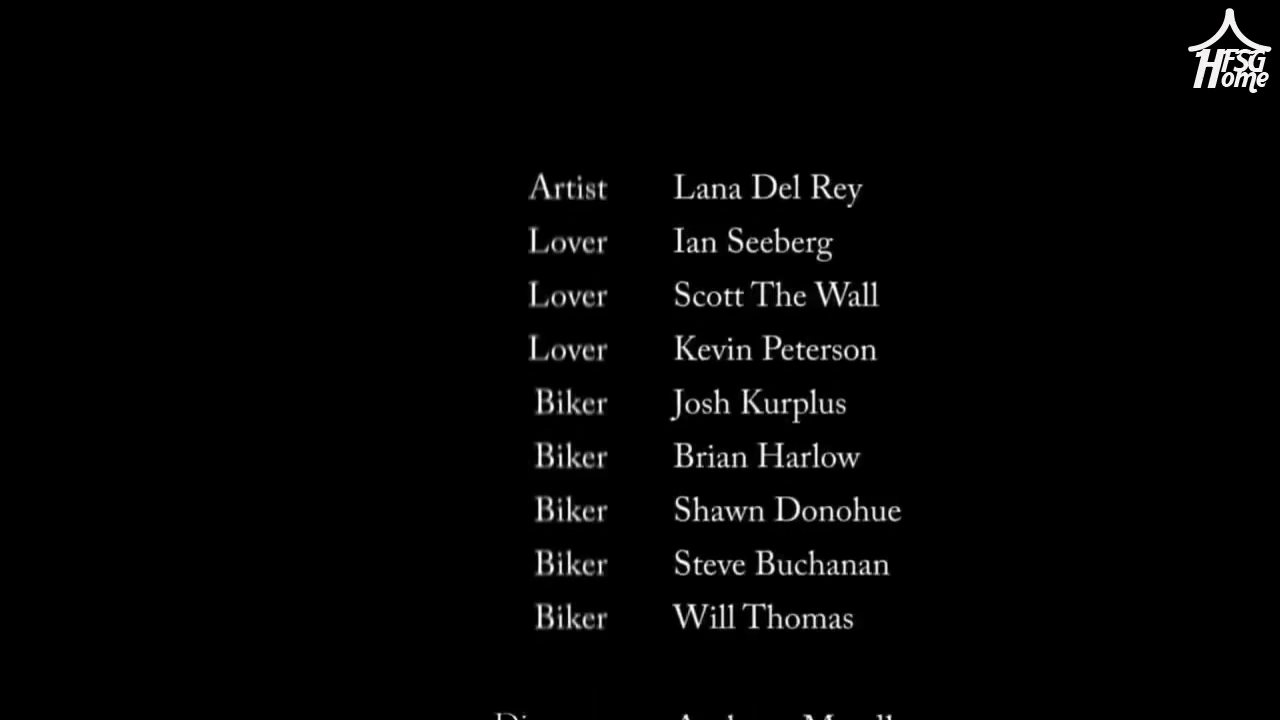 HFSG
Home
Artist Lana Del Rey
Lover Ian Seeberg
Lover Scott The Wall
Lover Kevin Peterson
Biker Josh Kurplus
Biker Brian Harlow
Biker Shawn Donohue
Biker Steve Buchanan
Biker Will Thomas